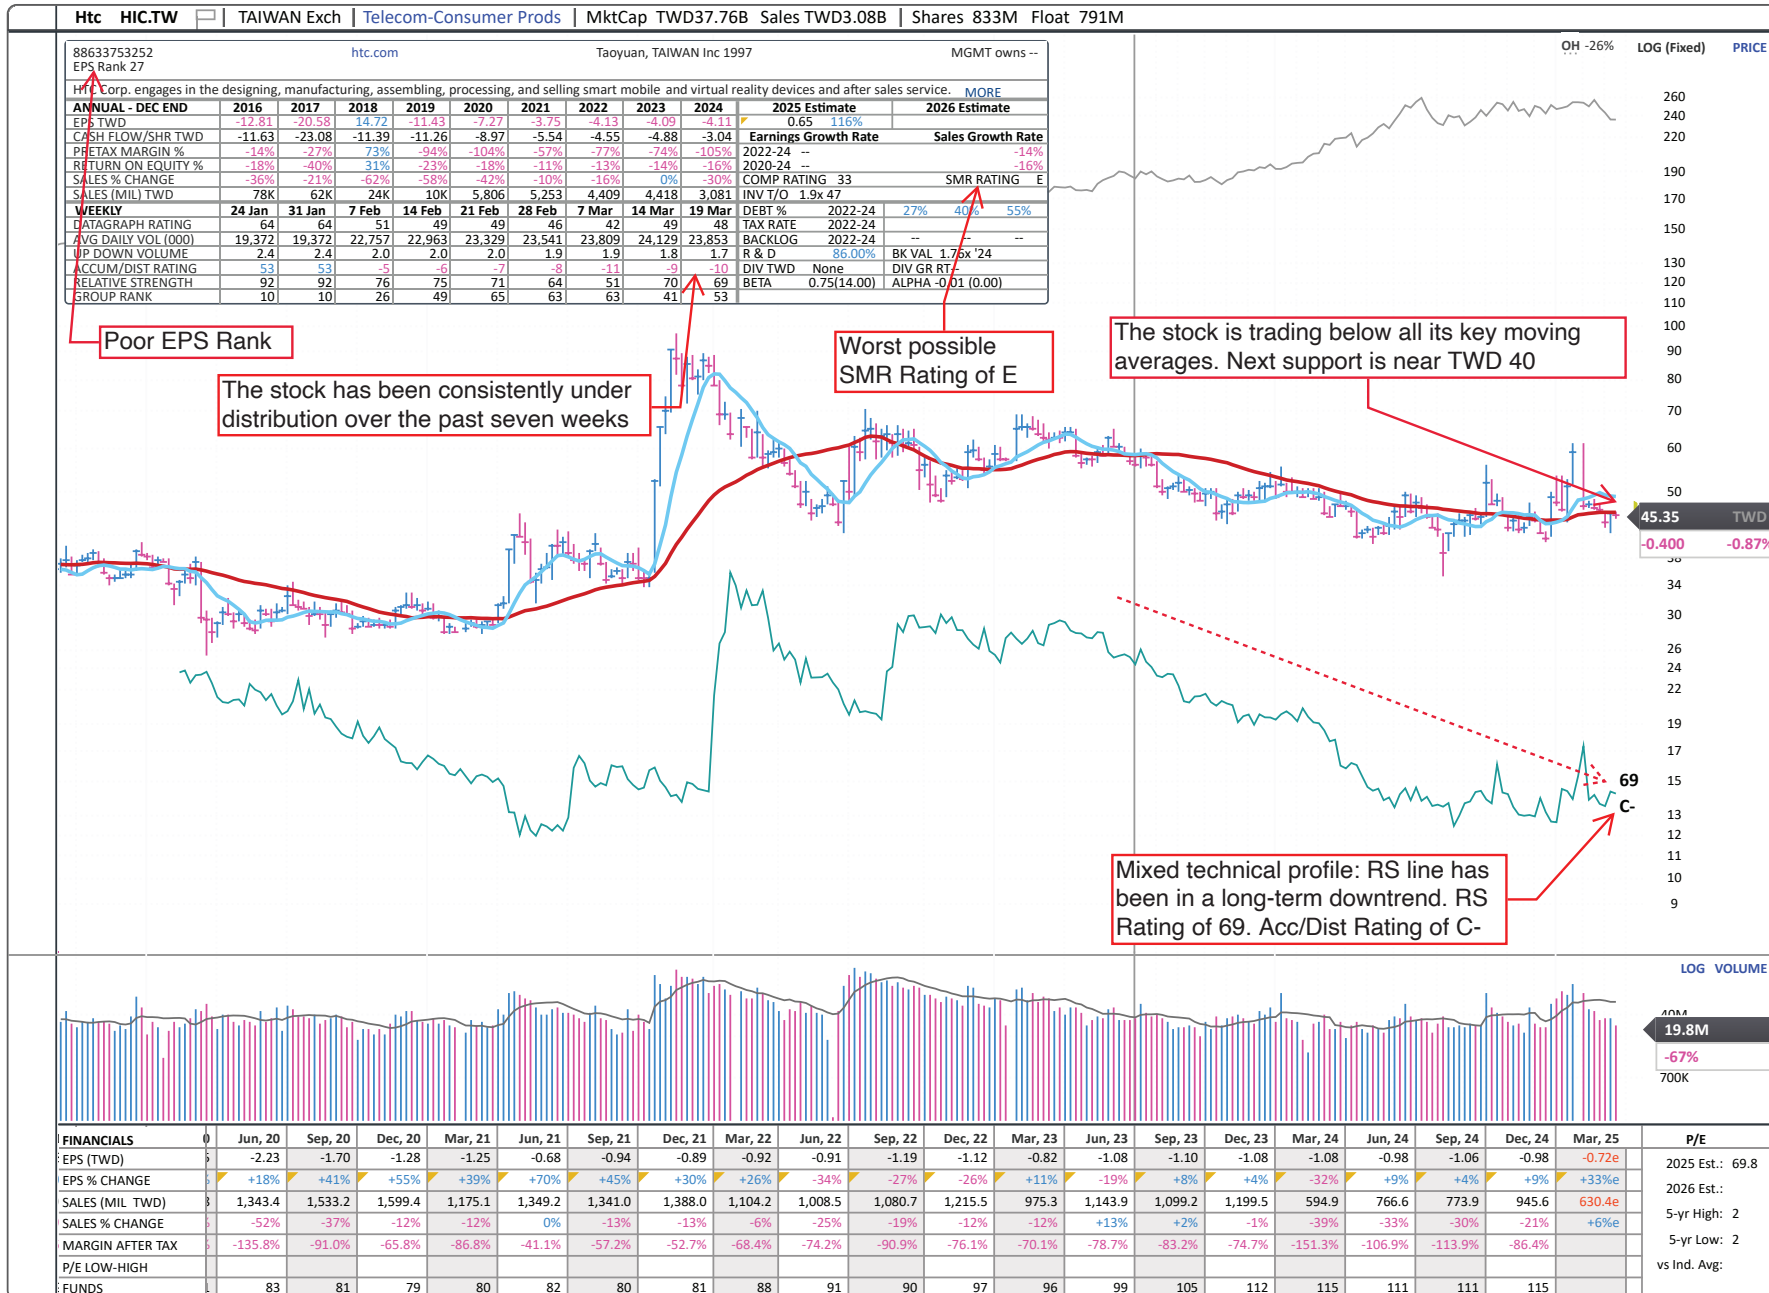 Htc HIC.TW TAIWAN Exch Telecom-Consumer Prods MktCap TWD37.76B Sales TWD3.08B Shares 833M Float 791M
88633753252 htc.com Taoyuan, TAIWAN Inc 1997 MGMT owns --
EPS Rank 27
HTC Corp. engages in the designing, manufacturing, assembling, processing, and selling smart mobile and virtual reality devices and after sales service. MORE
ANNUAL - DEC END 2016 2017 2018 2019 2020 2021 2022 2023 2024 2025 Estimate 2026 Estimate
EPS TWD -12.81 -20.58 14.72 -11.43 -7.27 -3.75 -4.13 -4.09 -4.11 0.65 116%
CASH FLOW/SHR TWD -11.63 -23.08 -11.39 -11.26 -8.97 -5.54 -4.55 -4.88 -3.04 Earnings Growth Rate Sales Growth Rate
PRETAX MARGIN % -14% -27% 73% -94% -104% -57% -77% -74% -105% 2022-24 -- -14%
RETURN ON EQUITY % -18% -40% 31% -23% -18% -11% -13% -14% -16% 2020-24 -- -16%
SALES % CHANGE -36% -21% -62% -58% -42% -10% -16% 0% -30% COMP RATING 33 SMR RATING E
SALES (MIL) TWD 78K 62K 24K 10K 5,806 5,253 4,409 4,418 3,081 INV T/O 1.9x 47
WEEKLY 24 Jan 31 Jan 7 Feb 14 Feb 21 Feb 28 Feb 7 Mar 14 Mar 19 Mar DEBT % 2022-24 27% 40% 55%
DATAGRAPH RATING 64 64 51 49 49 46 42 49 48 TAX RATE 2022-24
AVG DAILY VOL (000) 19,372 19,372 22,757 22,963 23,329 23,541 23,809 24,129 23,853 BACKLOG 2022-24 -- -- --
UP DOWN VOLUME 2.4 2.4 2.0 2.0 2.0 1.9 1.9 1.8 1.7 R & D 86.00% BK VAL 1.76x '24
ACCUM/DIST RATING 53 53 -5 -6 -7 -8 -11 -9 -10 DIV TWD None DIV GR RT--
RELATIVE STRENGTH 92 92 76 75 71 64 51 70 69 BETA 0.75(14.00) ALPHA -0.01 (0.00)
GROUP RANK 10 10 26 49 65 63 63 41 53
OH -26% LOG (Fixed) PRICE
260
240
220
190
170
150
130
120
110
100
90
80
70
60
50
45.35 TWD
-0.400 -0.87%
38
34
30
26
24
22
19
17
15
13
12
11
10
9
Poor EPS Rank
The stock has been consistently under
distribution over the past seven weeks
Worst possible
SMR Rating of E
The stock is trading below all its key moving
averages. Next support is near TWD 40
69
C-
Mixed technical profile: RS line has
been in a long-term downtrend. RS
Rating of 69. Acc/Dist Rating of C-
LOG VOLUME
40M
19.8M
-67%
700K
FINANCIALS 0 Jun, 20 Sep, 20 Dec, 20 Mar, 21 Jun, 21 Sep, 21 Dec, 21 Mar, 22 Jun, 22 Sep, 22 Dec, 22 Mar, 23 Jun, 23 Sep, 23 Dec, 23 Mar, 24 Jun, 24 Sep, 24 Dec, 24 Mar, 25
EPS (TWD) -2.23 -1.70 -1.28 -1.25 -0.68 -0.94 -0.89 -0.92 -0.91 -1.19 -1.12 -0.82 -1.08 -1.10 -1.08 -1.08 -0.98 -1.06 -0.98 -0.72e
EPS % CHANGE +18% +41% +55% +39% +70% +45% +30% +26% -34% -27% -26% +11% -19% +8% +4% -32% +9% +4% +9% +33%e
SALES (MIL TWD) 3 1,343.4 1,533.2 1,599.4 1,175.1 1,349.2 1,341.0 1,388.0 1,104.2 1,008.5 1,080.7 1,215.5 975.3 1,143.9 1,099.2 1,199.5 594.9 766.6 773.9 945.6 630.4e
SALES % CHANGE % -52% -37% -12% -12% 0% -13% -13% -6% -25% -19% -12% -12% +13% +2% -1% -39% -33% -30% -21% +6%e
MARGIN AFTER TAX % -135.8% -91.0% -65.8% -86.8% -41.1% -57.2% -52.7% -68.4% -74.2% -90.9% -76.1% -70.1% -78.7% -83.2% -74.7% -151.3% -106.9% -113.9% -86.4%
P/E LOW-HIGH
FUNDS 1 83 81 79 80 82 80 81 88 91 90 97 96 99 105 112 115 111 111 115
P/E
2025 Est.: 69.8
2026 Est.:
5-yr High: 2
5-yr Low: 2
vs Ind. Avg: